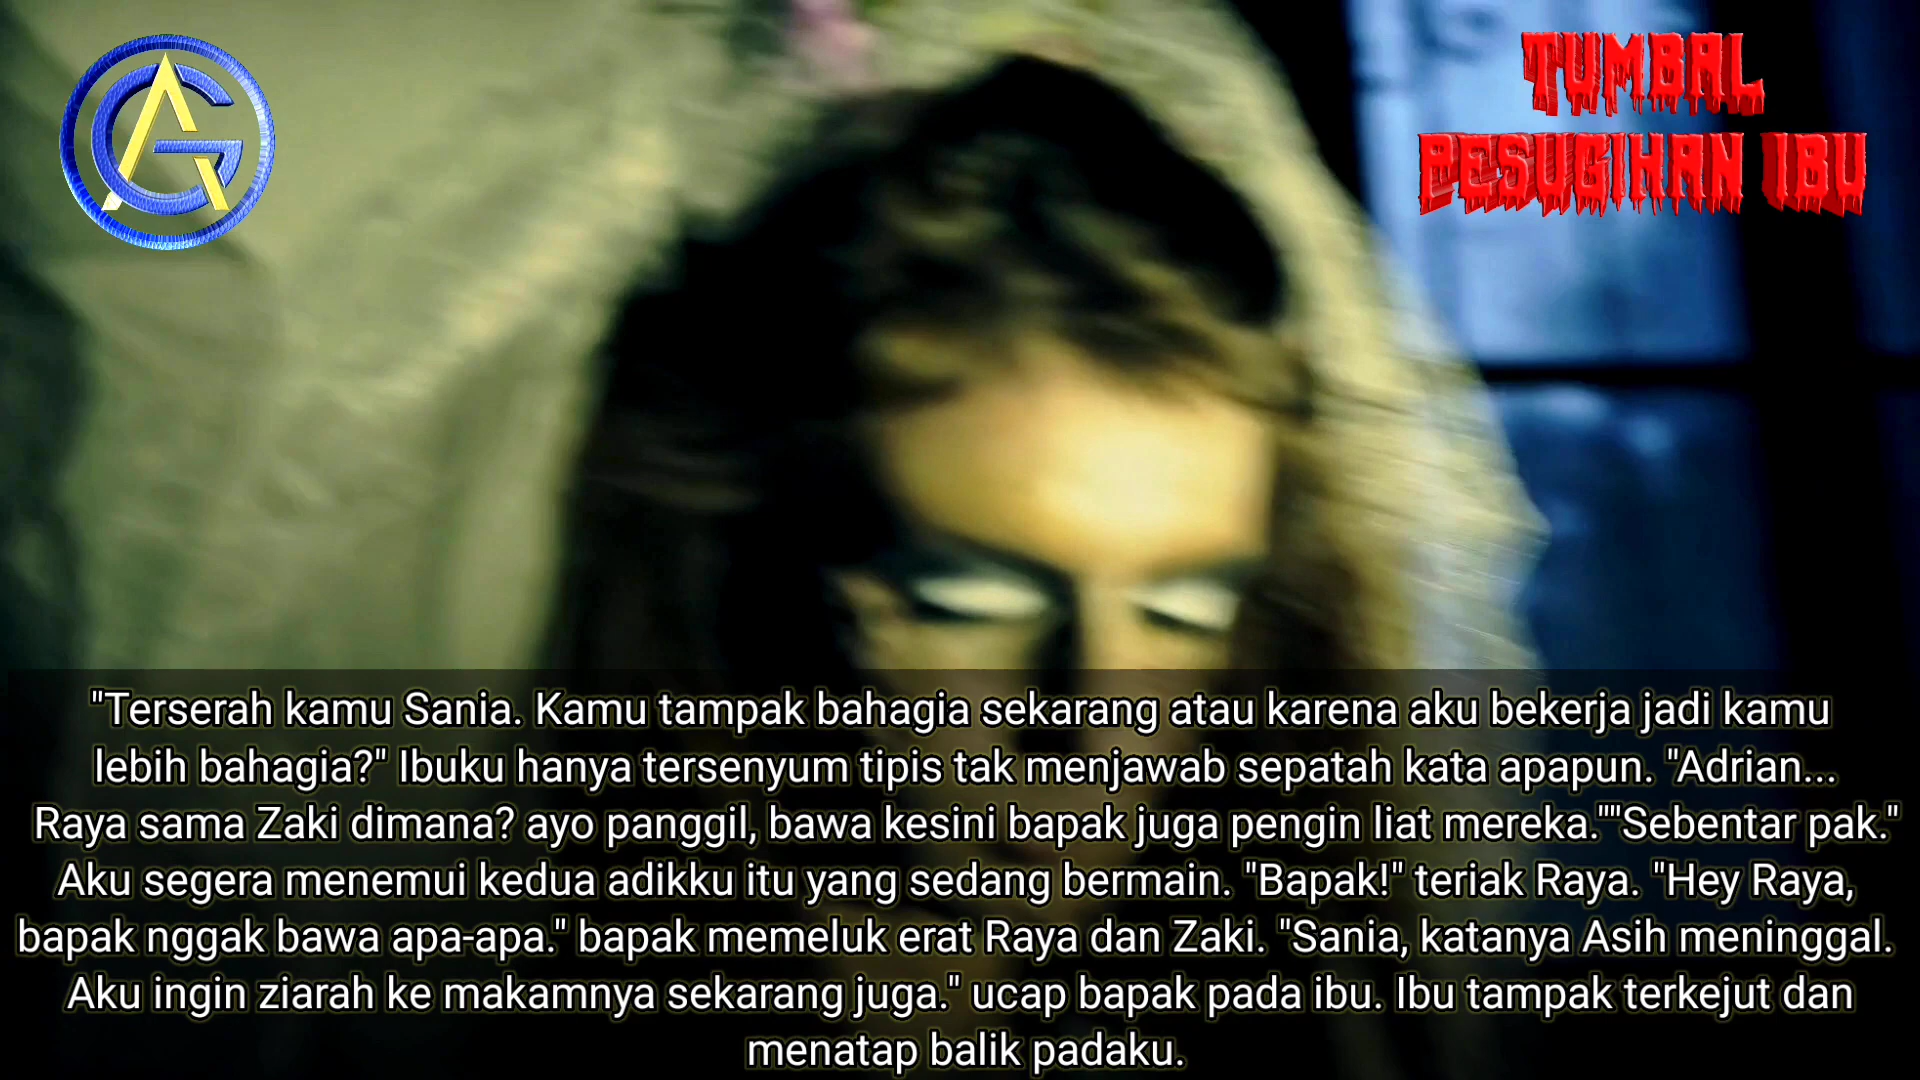 TUMBAL
PESUGIHAN IBU
"Terserah kamu Sania. Kamu tampak bahagia sekarang atau karena aku bekerja jadi kamu
lebih bahagia?" Ibuku hanya tersenyum tipis tak menjawab sepatah kata apapun. "Adrian...
Raya sama Zaki dimana? ayo panggil, bawa kesini bapak juga pengin liat mereka.""Sebentar pak."
Aku segera menemui kedua adikku itu yang sedang bermain. "Bapak!" teriak Raya. "Hey Raya,
bapak nggak bawa apa-apa." bapak memeluk erat Raya dan Zaki. "Sania, katanya Asih meninggal.
Aku ingin ziarah ke makamnya sekarang juga." ucap bapak pada ibu. Ibu tampak terkejut dan
menatap balik padaku.